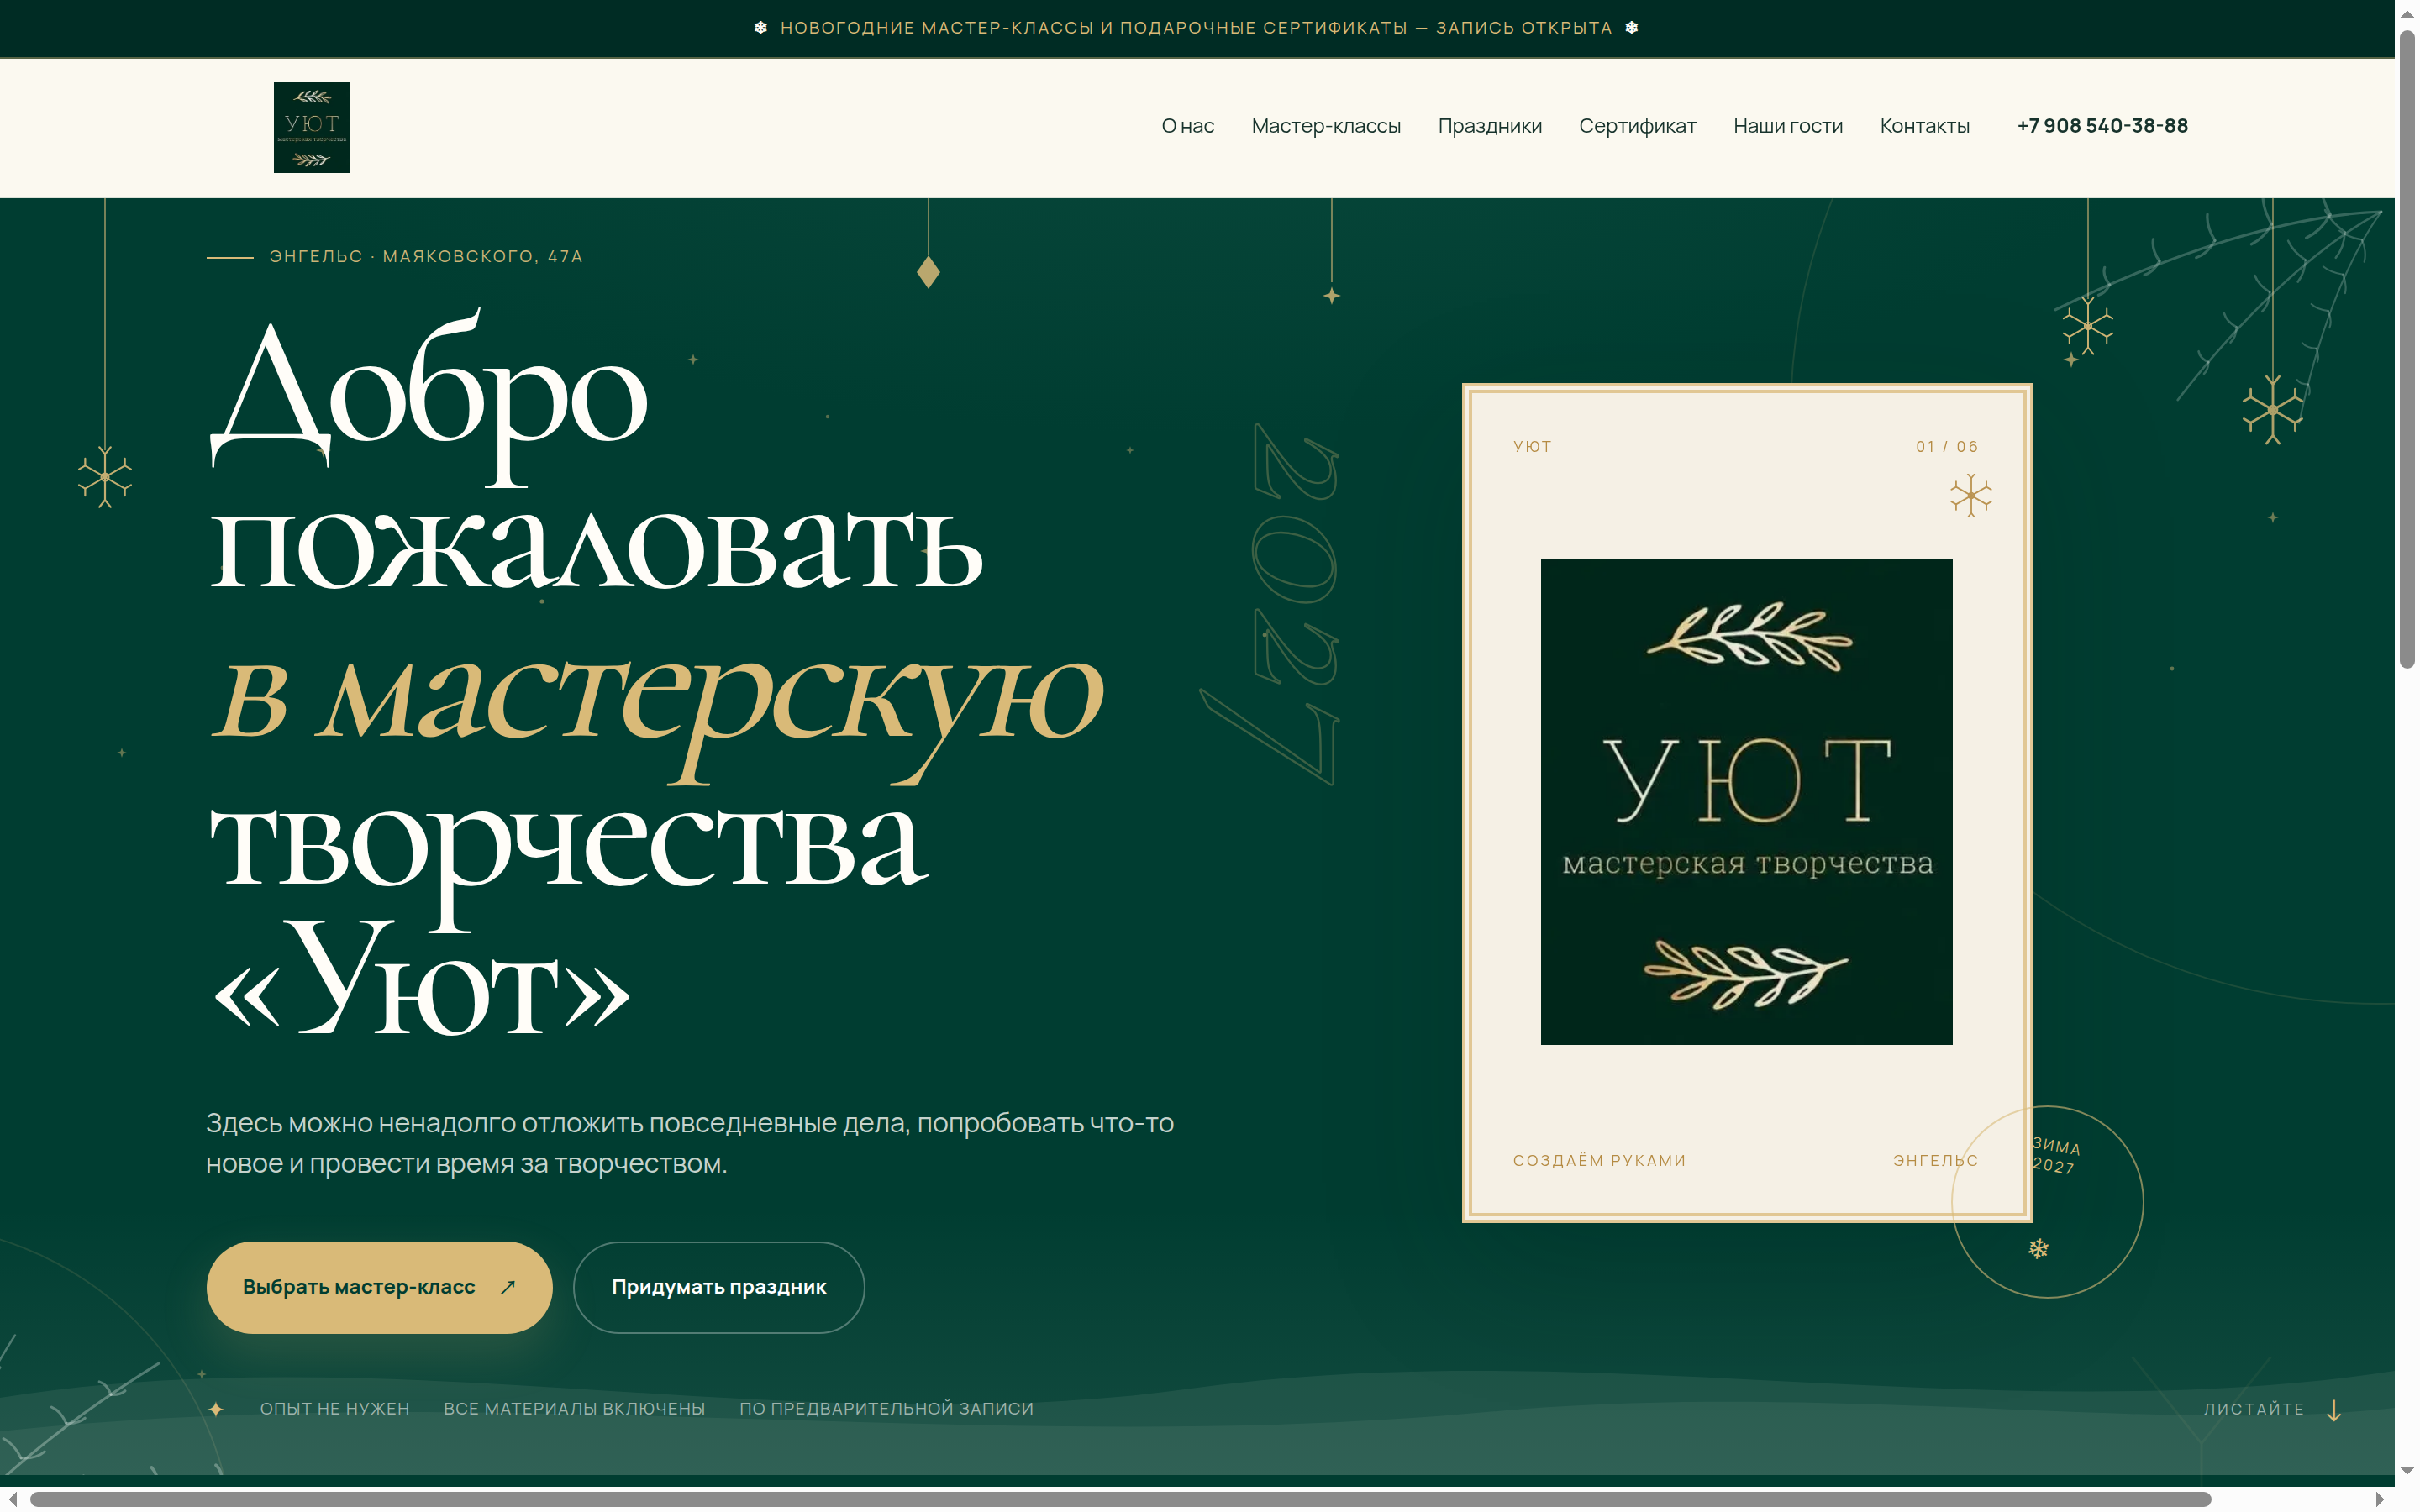 ❄ НОВОГОДНИЕ МАСТЕР-КЛАССЫ И ПОДАРОЧНЫЕ СЕРТИФИКАТЫ — ЗАПИСЬ ОТКРЫТА ❄
УЮТ
мастерская творчества
О нас Мастер-классы Праздники Сертификат Наши гости Контакты +7 908 540-38-88
ЭНГЕЛЬС · МАЯКОВСКОГО, 47А
Добро
пожаловать
в мастерскую
творчества
«Уют»
Здесь можно ненадолго отложить повседневные дела, попробовать что-то
новое и провести время за творчеством.
Выбрать мастер-класс ↗
Придумать праздник
2027
УЮТ 01 / 06
УЮТ
мастерская творчества
СОЗДАЁМ РУКАМИ ЭНГЕЛЬС
ЗИМА
2027
ОПЫТ НЕ НУЖЕН ВСЕ МАТЕРИАЛЫ ВКЛЮЧЕНЫ ПО ПРЕДВАРИТЕЛЬНОЙ ЗАПИСИ
ЛИСТАЙТЕ ↓